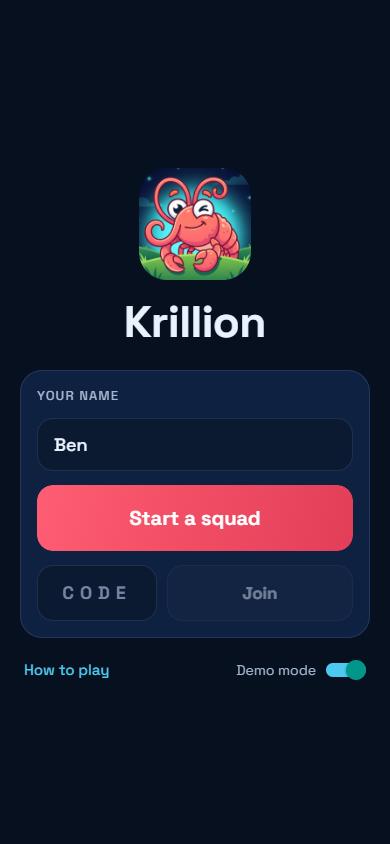 Krillion
YOUR NAME
Ben
Start a squad
CODE
Join
How to play
Demo mode